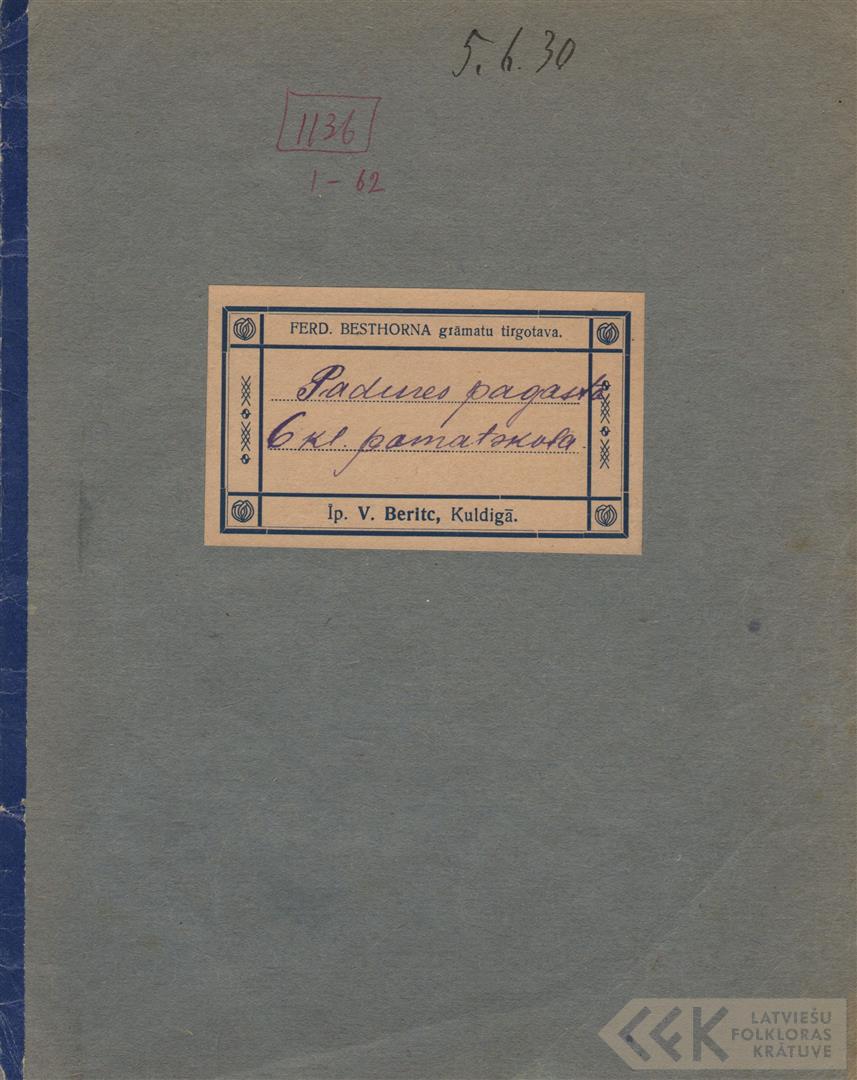 5. 6. 30
1136
1 - 62
FERD. BESTHORNA grāmatu tirgotava.
Padures pagasta
6 kl. pamatskola
Īp. V. Beritc, Kuldigā.
LATVIEŠU
FOLKLORAS
KRĀTUVE